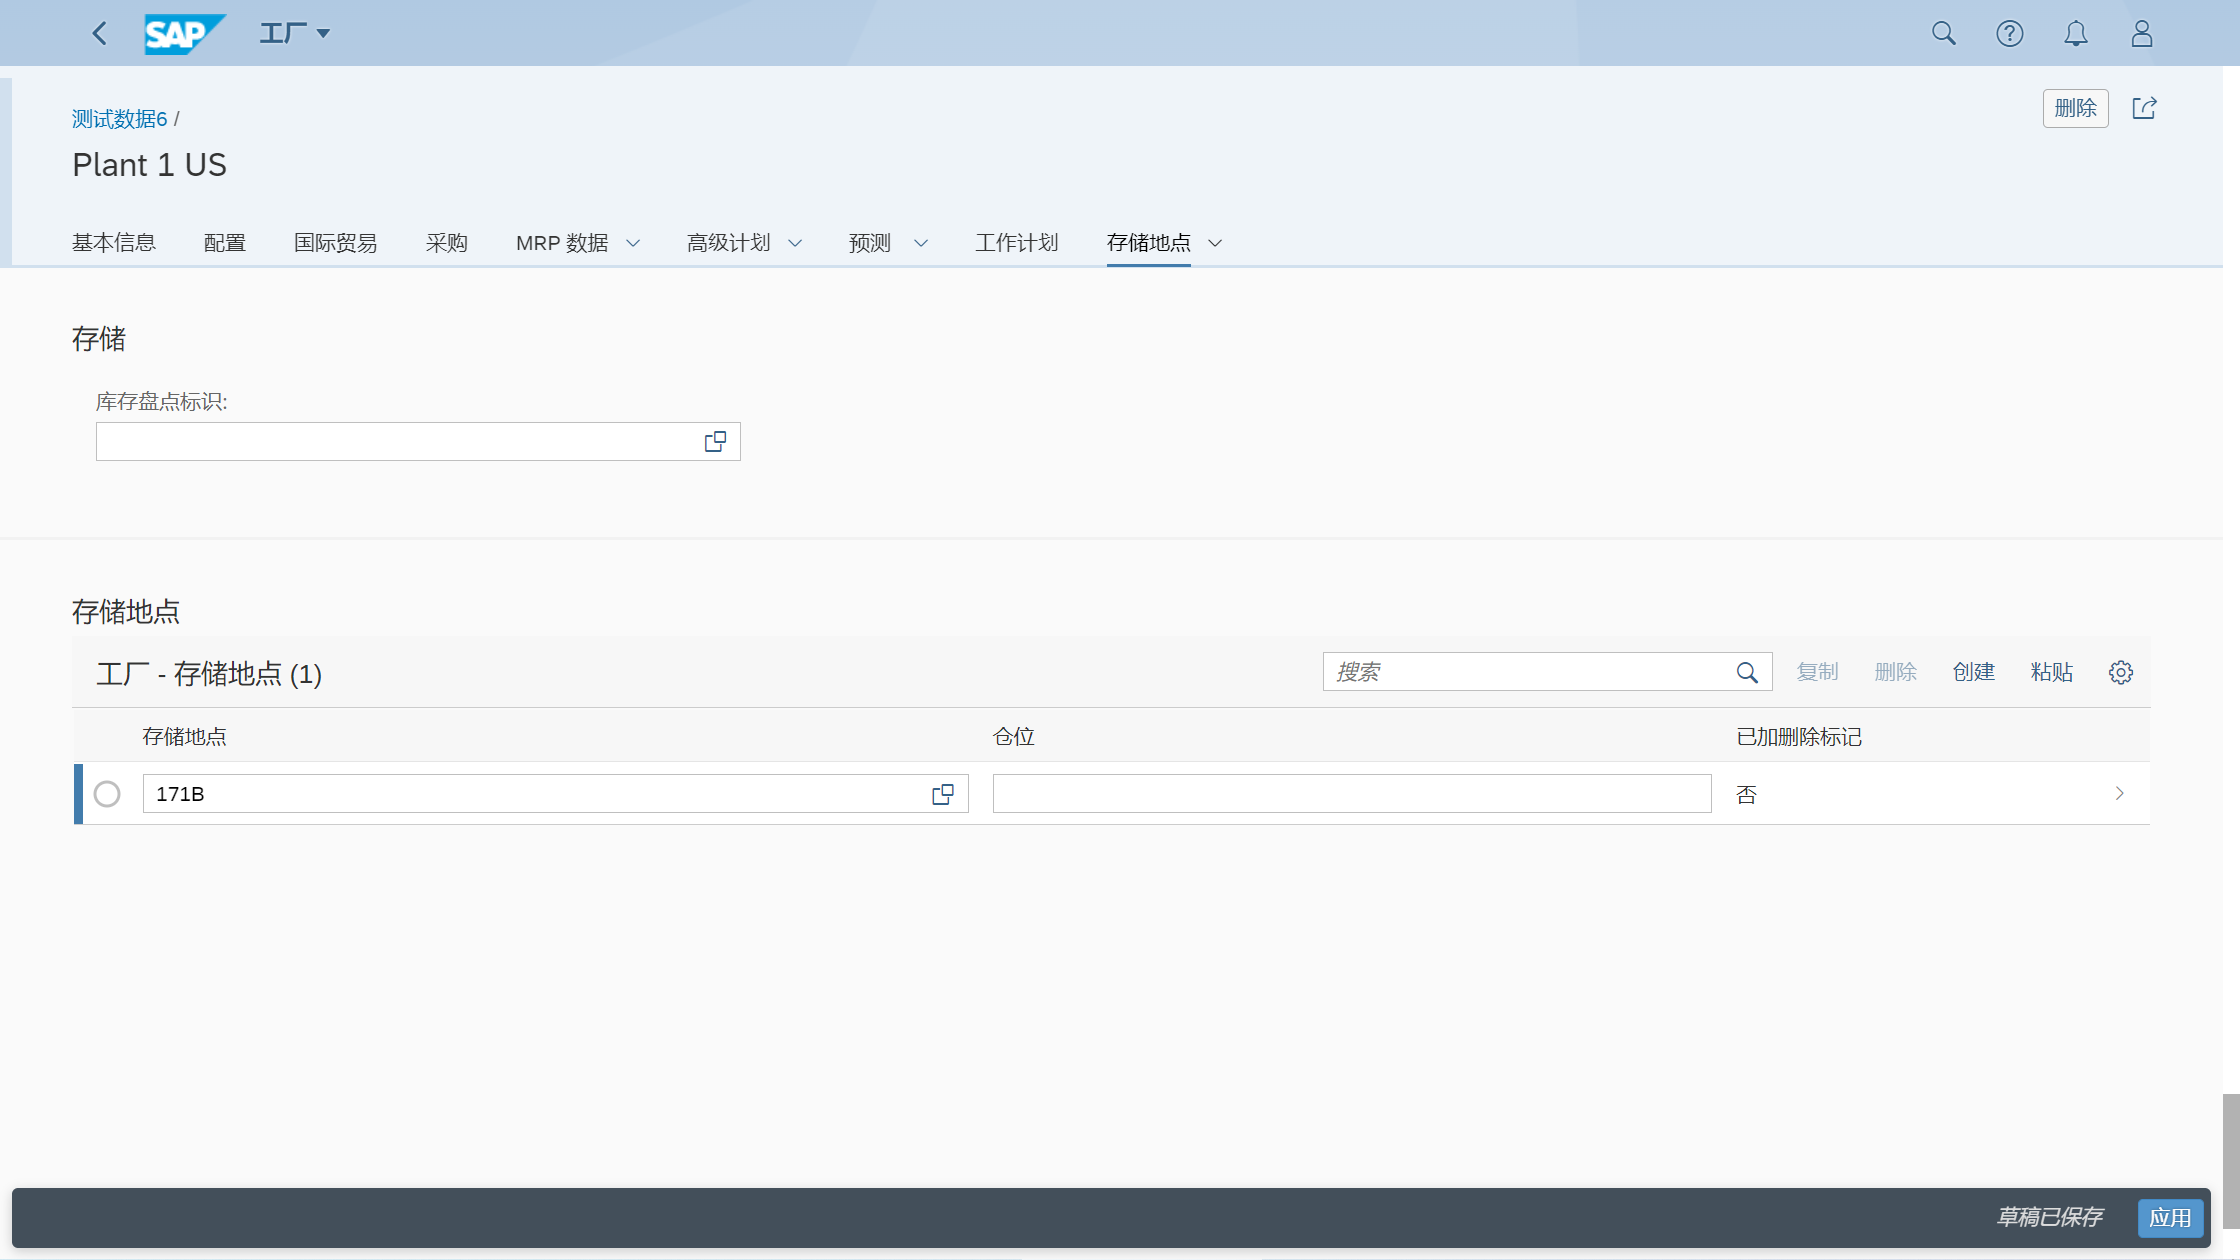 SAP 工厂
测试数据6 /
删除
Plant 1 US
基本信息 配置 国际贸易 采购 MRP 数据 高级计划 预测 工作计划 存储地点
存储
库存盘点标识:
存储地点
工厂 - 存储地点 (1) 搜索 复制 删除 创建 粘贴
存储地点 仓位 已加删除标记
171B 否
草稿已保存 应用